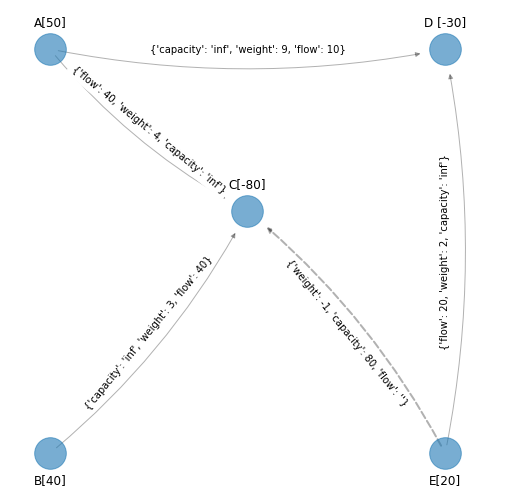 A[50]
D [-30]
{'capacity': 'inf', 'weight': 9, 'flow': 10}
{'flow': 40, 'weight': 4, 'capacity': 'inf'}
C[-80]
{'flow': 20, 'weight': 2, 'capacity': 'inf'}
{'capacity': 'inf', 'weight': 3, 'flow': 40}
{'weight': -1, 'capacity': 80, 'flow': ''}
B[40]
E[20]